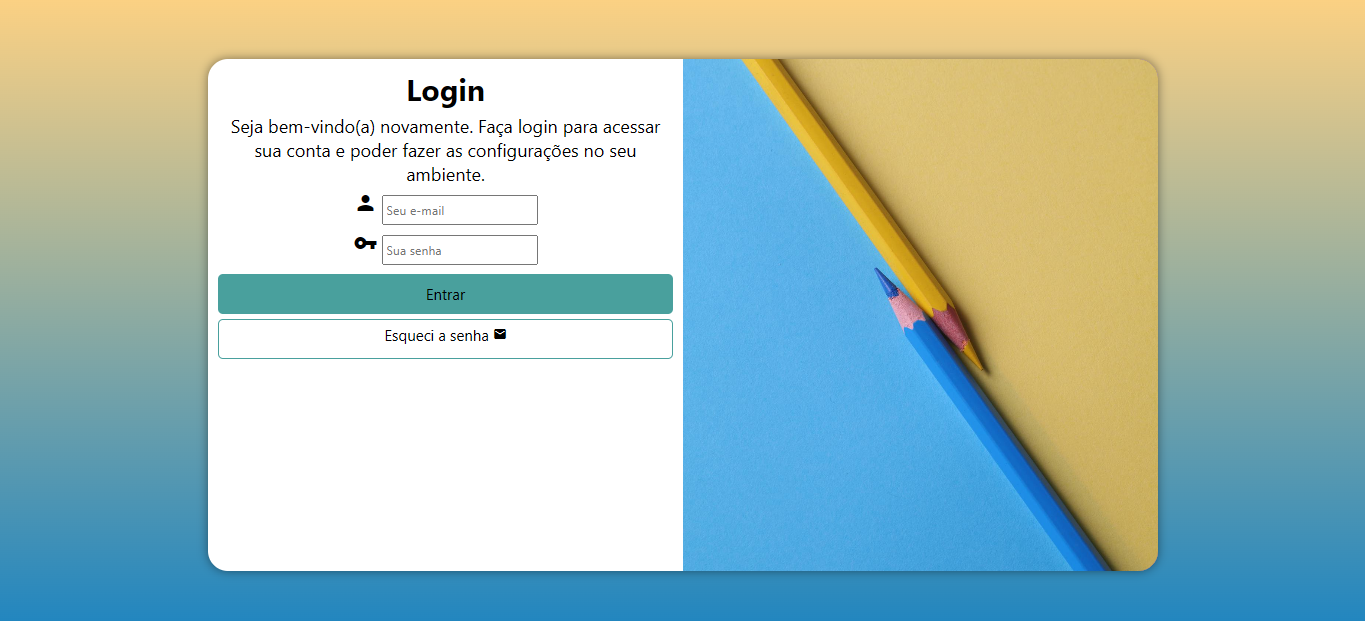 Login
Seja bem-vindo(a) novamente. Faça login para acessar
sua conta e poder fazer as configurações no seu
ambiente.
Seu e-mail
Sua senha
Entrar
Esqueci a senha